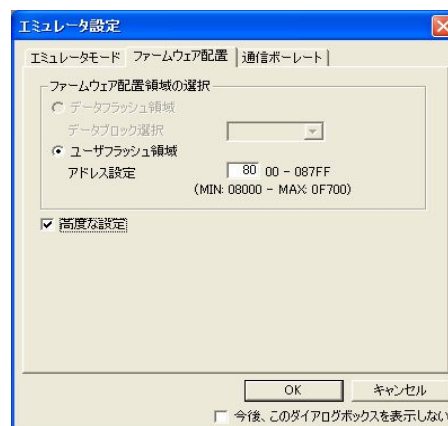 エミュレータ設定
エミュレータモード ファームウェア配置 通信ボーレート
ファームウェア配置領域の選択
データフラッシュ領域
データブロック選択
ユーザフラッシュ領域
アドレス設定 80 00 - 087FF
(MIN: 08000 - MAX: 0F700)
高度な設定
OK キャンセル
今後、このダイアログボックスを表示しない